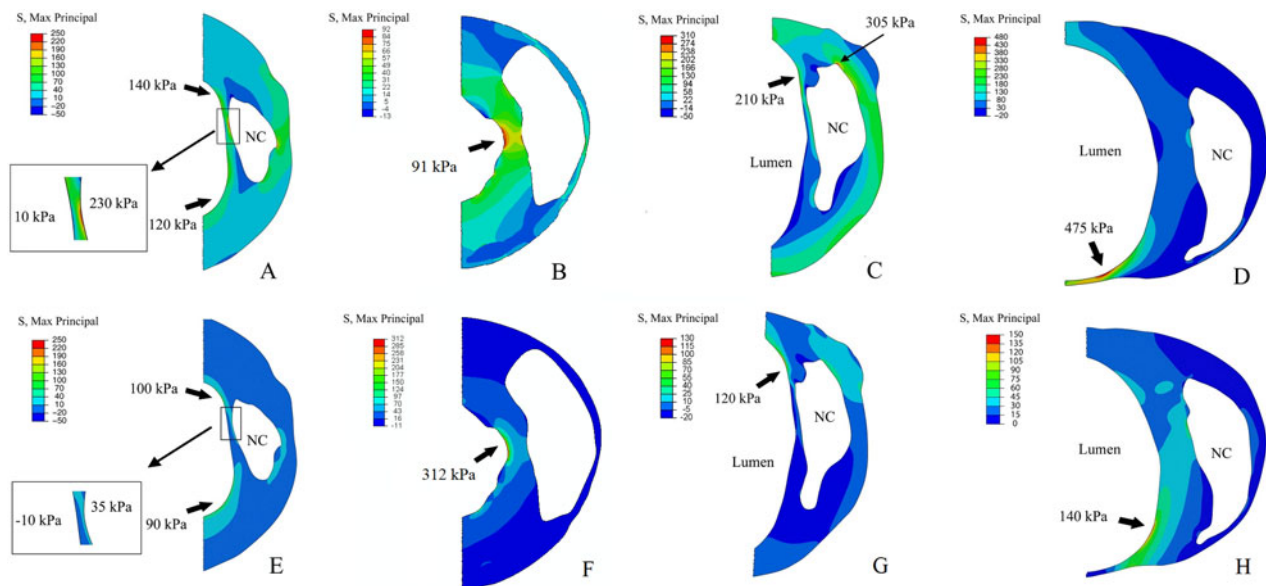 S, Max Principal
250
220
190
160
130
100
70
40
10
-20
-50
140 kPa
NC
10 kPa
230 kPa
120 kPa
A
S, Max Principal
92
84
75
66
57
49
40
31
22
14
5
-4
-13
91 kPa
B
S, Max Principal
310
274
238
202
166
130
94
58
22
-14
-50
305 kPa
210 kPa
NC
Lumen
C
S, Max Principal
480
430
380
330
280
230
180
130
80
30
-20
Lumen
NC
475 kPa
D
S, Max Principal
250
220
190
160
130
100
70
40
10
-20
-50
100 kPa
NC
-10 kPa
35 kPa
90 kPa
E
S, Max Principal
312
285
258
231
204
177
150
124
97
70
43
16
-11
312 kPa
F
S, Max Principal
130
115
100
85
70
55
40
25
10
-5
-20
120 kPa
NC
Lumen
G
S, Max Principal
150
135
120
105
90
75
60
45
30
15
0
Lumen
NC
140 kPa
H